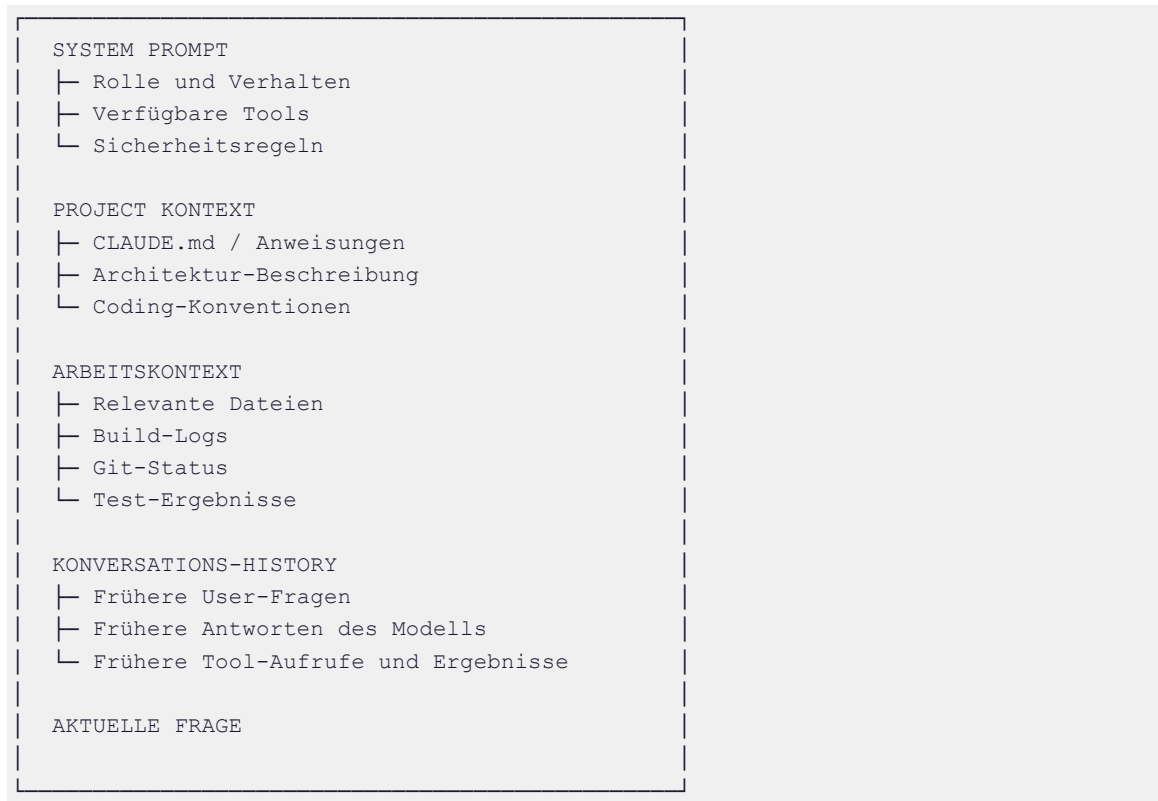 SYSTEM PROMPT
├─ Rolle und Verhalten
├─ Verfügbare Tools
└─ Sicherheitsregeln
PROJECT KONTEXT
├─ CLAUDE.md / Anweisungen
├─ Architektur-Beschreibung
└─ Coding-Konventionen
ARBEITSKONTEXT
├─ Relevante Dateien
├─ Build-Logs
├─ Git-Status
└─ Test-Ergebnisse
KONVERSATIONS-HISTORY
├─ Frühere User-Fragen
├─ Frühere Antworten des Modells
└─ Frühere Tool-Aufrufe und Ergebnisse
AKTUELLE FRAGE